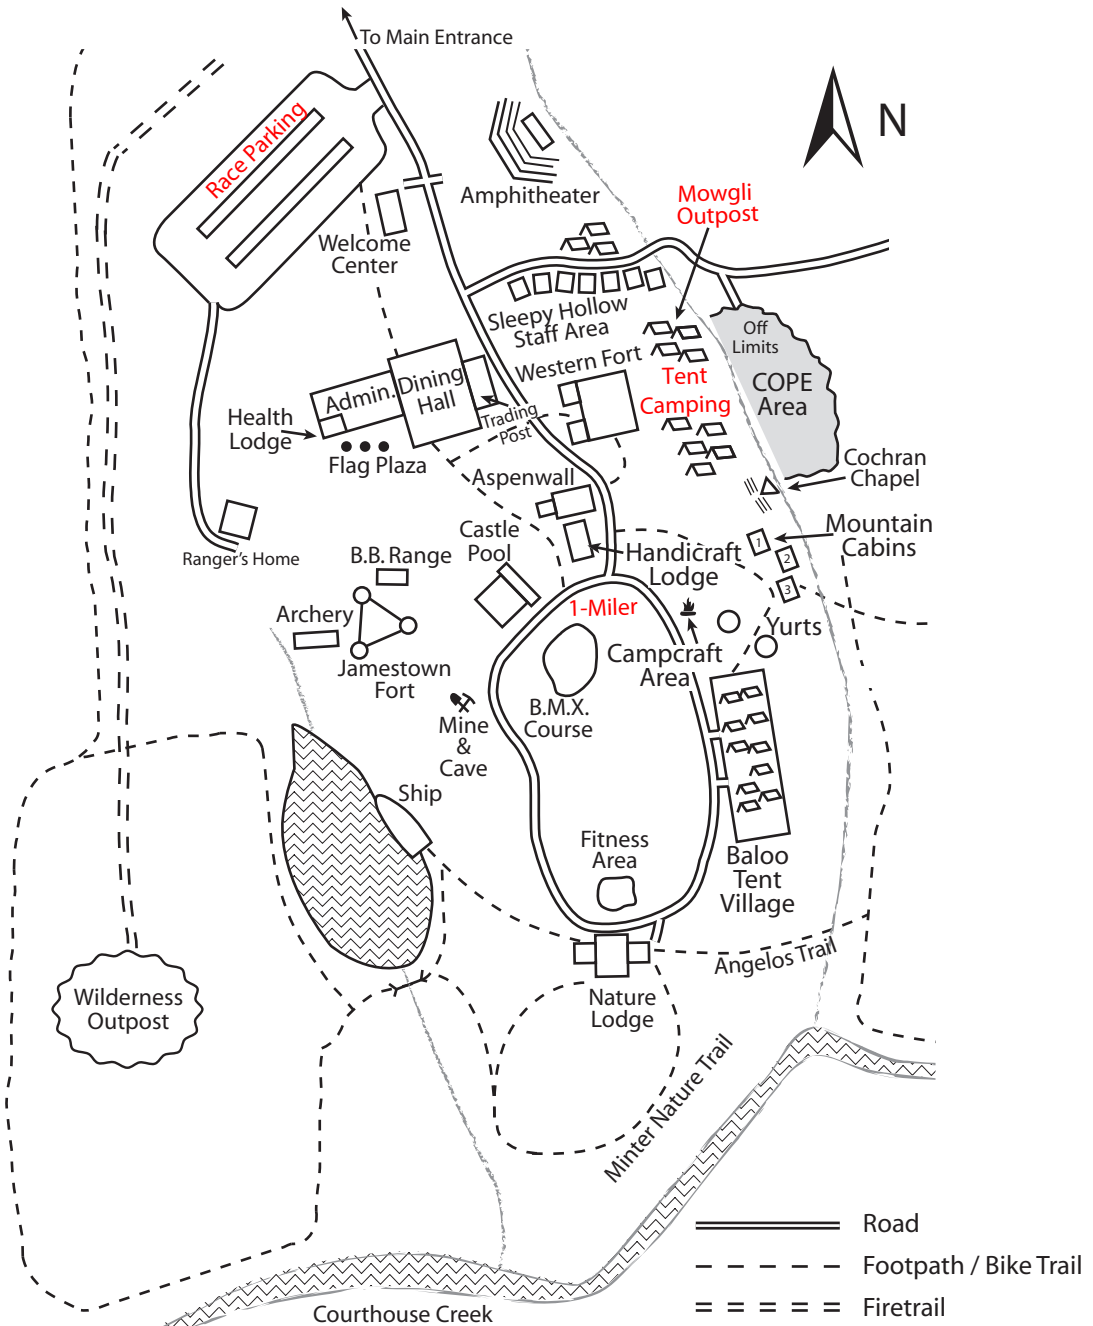 To Main Entrance
Race Parking
N
Amphitheater
Mowgli
Outpost
Welcome
Center
Sleepy Hollow
Staff Area
Off
Limits
COPE
Area
Western Fort
Tent
Camping
Admin.
Dining
Hall
Trading
Post
Health
Lodge
Flag Plaza
Cochran
Chapel
Aspenwall
Mountain
Cabins
1
2
3
Castle
Pool
Handicraft
Lodge
Ranger's Home
B.B. Range
1-Miler
Archery
Yurts
Campcraft
Area
Jamestown
Fort
B.M.X.
Course
Mine
&
Cave
Ship
Fitness
Area
Baloo
Tent
Village
Angelos Trail
Wilderness
Outpost
Nature
Lodge
Minter Nature Trail
Road
Footpath / Bike Trail
Firetrail
Courthouse Creek